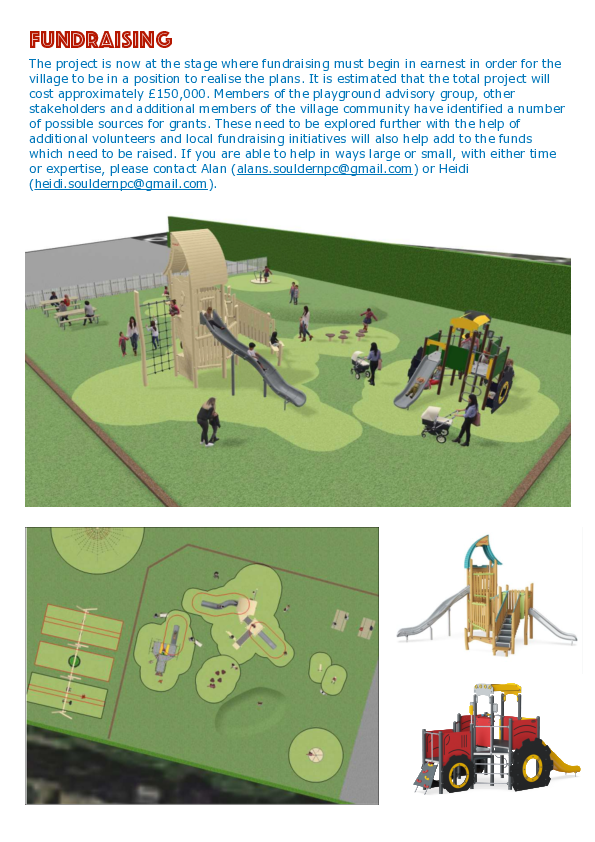 FUNDRAISING
The project is now at the stage where fundraising must begin in earnest in order for the
village to be in a position to realise the plans. It is estimated that the total project will
cost approximately £150,000. Members of the playground advisory group, other
stakeholders and additional members of the village community have identified a number
of possible sources for grants. These need to be explored further with the help of
additional volunteers and local fundraising initiatives will also help add to the funds
which need to be raised. If you are able to help in ways large or small, with either time
or expertise, please contact Alan (alans.souldernpc@gmail.com) or Heidi
(heidi.souldernpc@gmail.com).